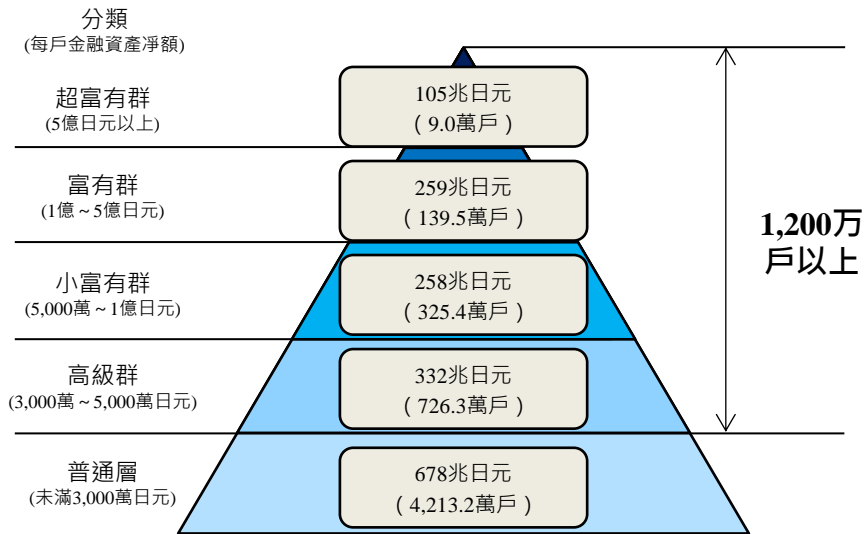 分類
(每戶金融資產凈額)
超富有群
(5億日元以上)
105兆日元
(9.0萬戶)
富有群
(1億～5億日元)
259兆日元
(139.5萬戶)
1,200万
戶以上
小富有群
(5,000萬～1億日元)
258兆日元
(325.4萬戶)
高級群
(3,000萬～5,000萬日元)
332兆日元
(726.3萬戶)
普通層
(未滿3,000萬日元)
678兆日元
(4,213.2萬戶)